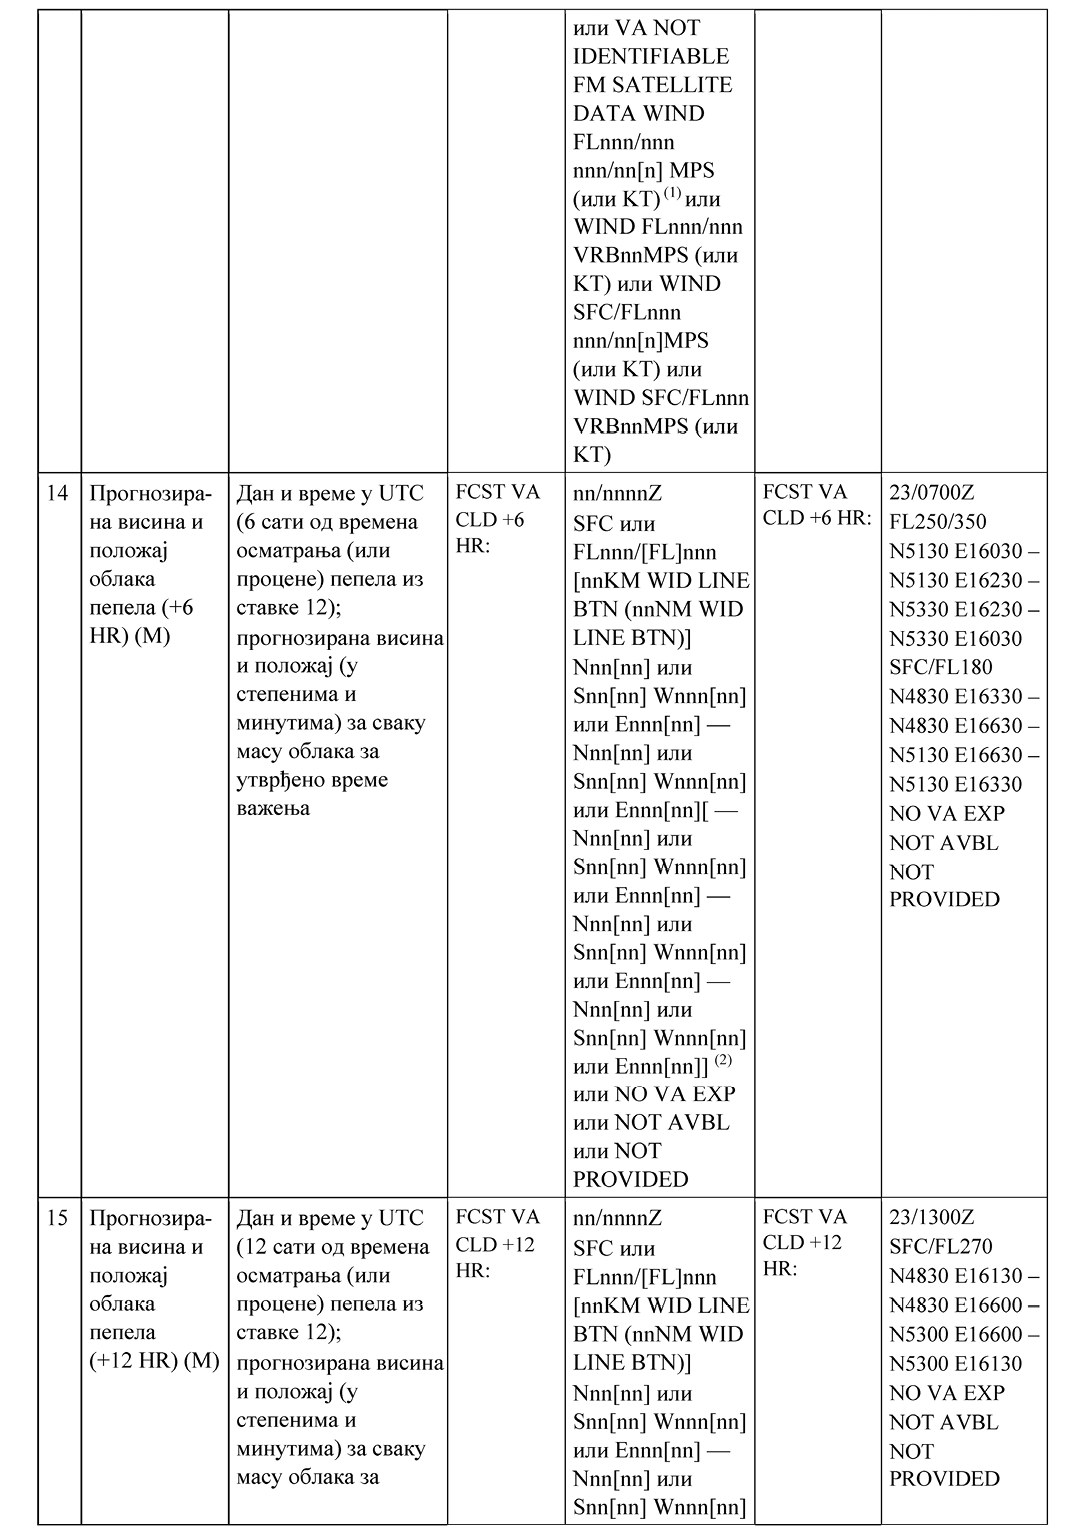 или VA NOT
IDENTIFIABLE
FM SATELLITE
DATA WIND
FLnnn/nnn
nnn/nn[n] MPS
(или KT) (1) или
WIND FLnnn/nnn
VRBnnMPS (или
KT) или WIND
SFC/FLnnn
nnn/nn[n]MPS
(или KT) или
WIND SFC/FLnnn
VRBnnMPS (или
KT)
14
Прогнозира-
на висина и
положај
облака
пепела (+6
HR) (M)
Дан и време у UTC
(6 сати од времена
осматрања (или
процене) пепела из
ставке 12);
прогнозирана висина
и положај (у
степенима и
минутима) за сваку
масу облака за
утврђено време
важења
FCST VA
CLD +6
HR:
nn/nnnnZ
SFC или
FLnnn/[FL]nnn
[nnKM WID LINE
BTN (nnNM WID
LINE BTN)]
Nnn[nn] или
Snn[nn] Wnnn[nn]
или Ennn[nn] —
Nnn[nn] или
Snn[nn] Wnnn[nn]
или Ennn[nn][ —
Nnn[nn] или
Snn[nn] Wnnn[nn]
или Ennn[nn] —
Nnn[nn] или
Snn[nn] Wnnn[nn]
или Ennn[nn] —
Nnn[nn] или
Snn[nn] Wnnn[nn]
или Ennn[nn]] (2)
или NO VA EXP
или NOT AVBL
или NOT
PROVIDED
FCST VA
CLD +6 HR:
23/0700Z
FL250/350
N5130 E16030 –
N5130 E16230 –
N5330 E16230 –
N5330 E16030
SFC/FL180
N4830 E16330 –
N4830 E16630 –
N5130 E16630 –
N5130 E16330
NO VA EXP
NOT AVBL
NOT
PROVIDED
15
Прогнозира-
на висина и
положај
облака
пепела
(+12 HR) (M)
Дан и време у UTC
(12 сати од времена
осматрања (или
процене) пепела из
ставке 12);
прогнозирана висина
и положај (у
степенима и
минутима) за сваку
масу облака за
FCST VA
CLD +12
HR:
nn/nnnnZ
SFC или
FLnnn/[FL]nnn
[nnKM WID LINE
BTN (nnNM WID
LINE BTN)]
Nnn[nn] или
Snn[nn] Wnnn[nn]
или Ennn[nn] —
Nnn[nn] или
Snn[nn] Wnnn[nn]
FCST VA
CLD +12
HR:
23/1300Z
SFC/FL270
N4830 E16130 –
N4830 E16600 –
N5300 E16600 –
N5300 E16130
NO VA EXP
NOT AVBL
NOT
PROVIDED